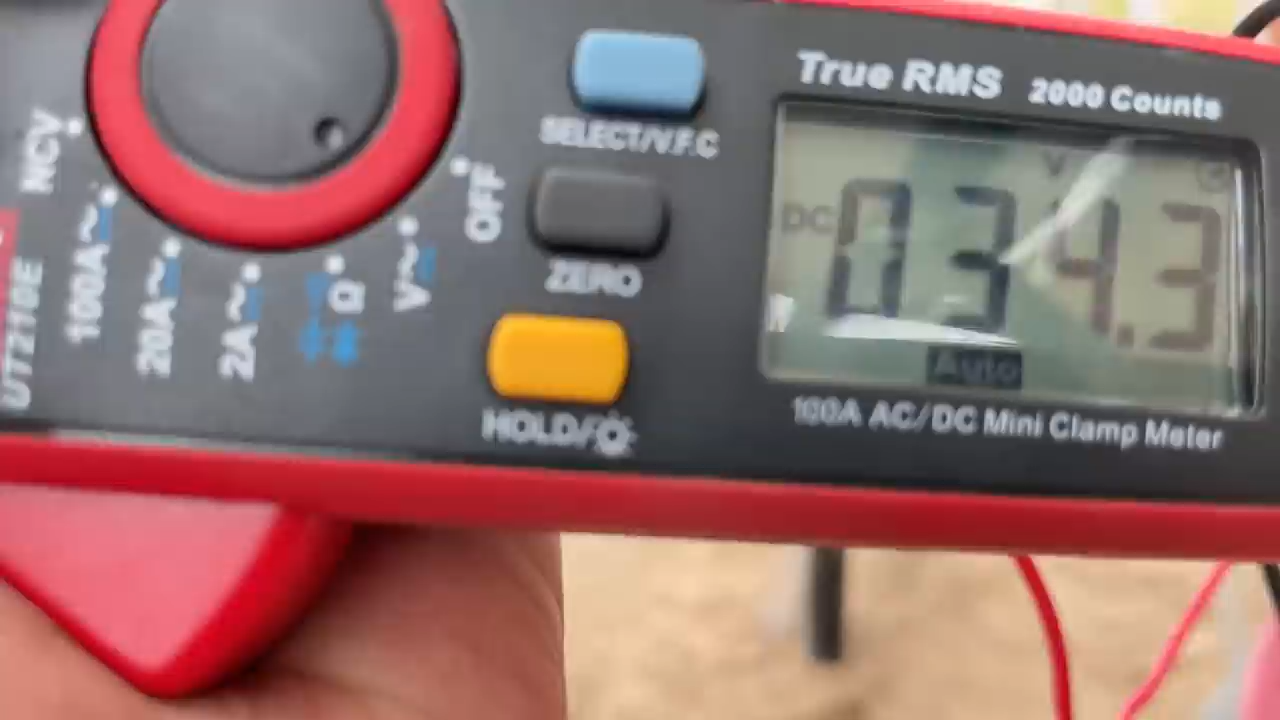 True RMS 2000 Counts
SELECT/V.F.C
NCV
OFF
V
DC
034.3
ZERO
100A~
20A~
2A~
Ω
V~
UT210E
Auto
HOLD/
100A AC/DC Mini Clamp Meter